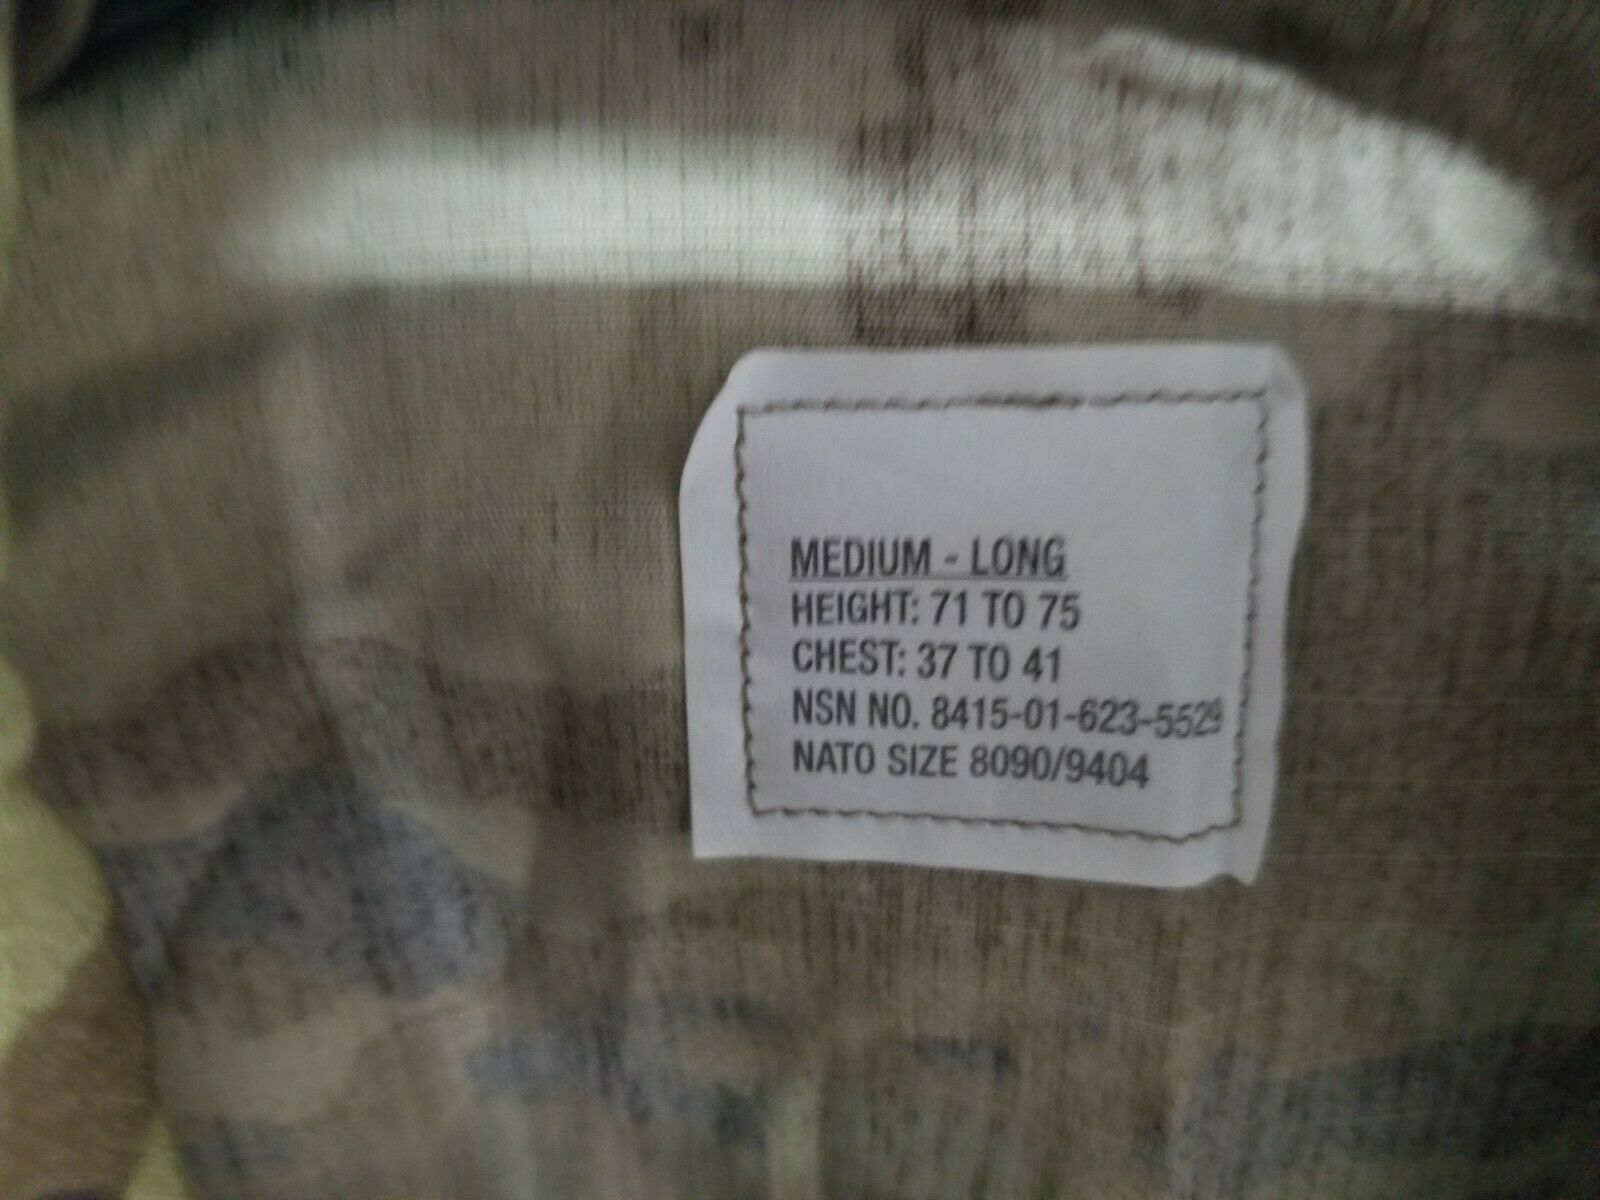 MEDIUM - LONG
HEIGHT: 71 TO 75
CHEST: 37 TO 41
NSN NO. 8415-01-623-5529
NATO SIZE 8090/9404